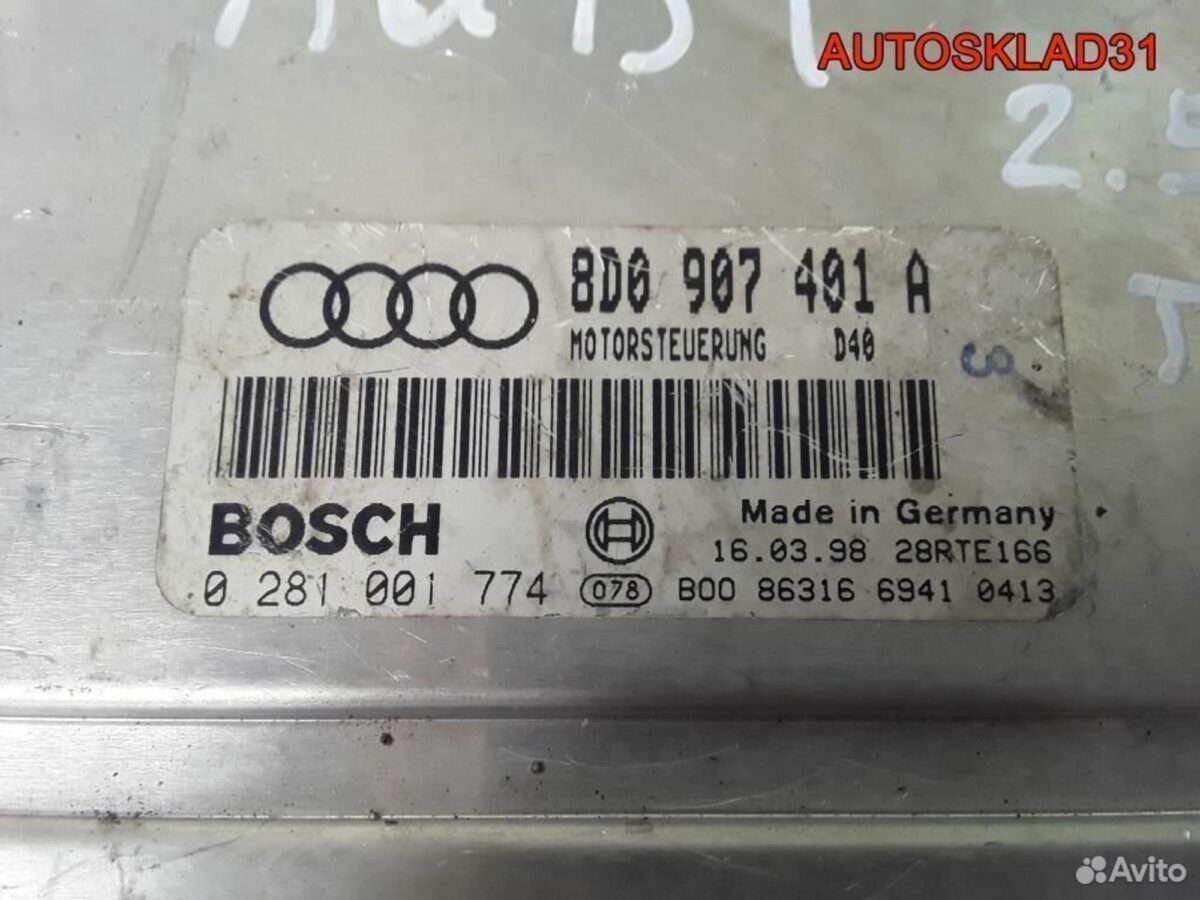 AUTOSKLAD31
8D0 907 401 A
MOTORSTEUERUNG D40
8
BOSCH
Made in Germany
16.03.98 28RTE166
0 281 001 774 078 B00 86316 6941 0413
Avito